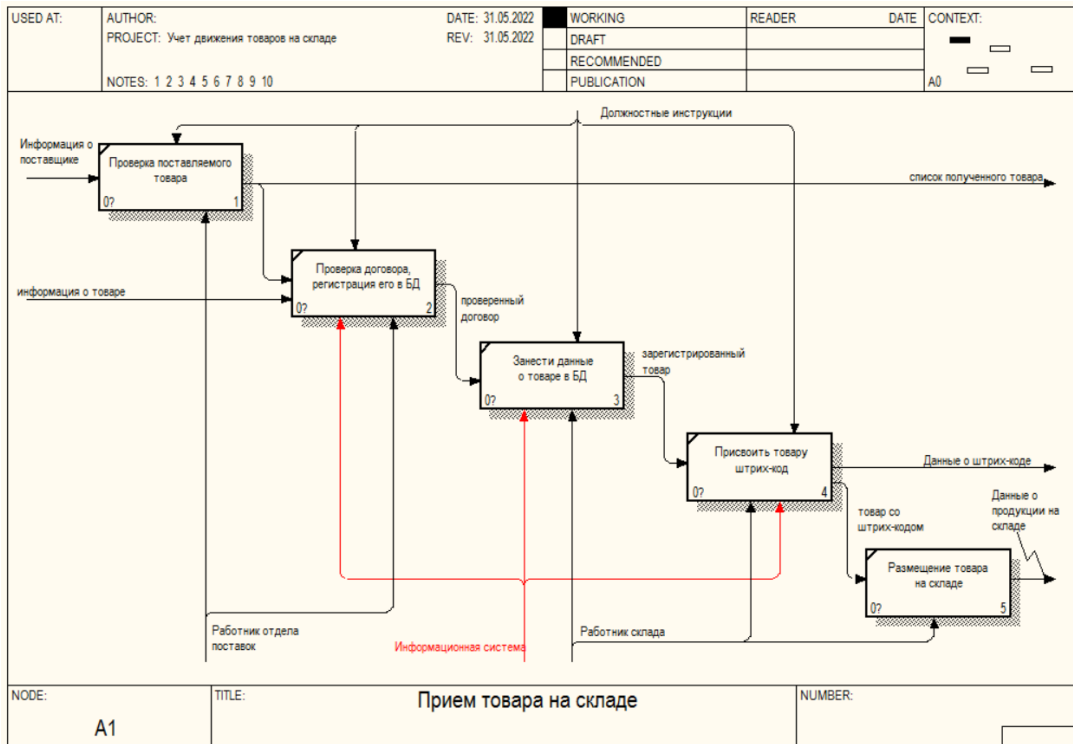 USED AT:
AUTHOR:
DATE: 31.05.2022
PROJECT: Учет движения товаров на складе
REV: 31.05.2022
NOTES: 1 2 3 4 5 6 7 8 9 10
WORKING
DRAFT
RECOMMENDED
PUBLICATION
READER
DATE
CONTEXT:
A0
Должностные инструкции
Информация о
поставщике
Проверка поставляемого
товара
0?
1
список полученного товара
Проверка договора,
регистрация его в БД
0?
2
информация о товаре
проверенный
договор
Занести данные
о товаре в БД
0?
3
зарегистрированный
товар
Присвоить товару
штрих-код
0?
4
Данные о штрих-коде
товар со
штрих-кодом
Данные о
продукции на
складе
Размещение товара
на складе
0?
5
Работник отдела
поставок
Информационная система
Работник склада
NODE:
A1
TITLE:
Прием товара на складе
NUMBER: